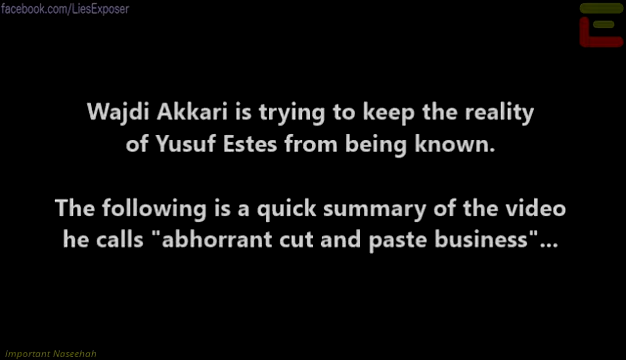 facebook.com/LiesExposer
Wajdi Akkari is trying to keep the reality
of Yusuf Estes from being known.
The following is a quick summary of the video
he calls "abhorrant cut and paste business"...
Important Naseehah